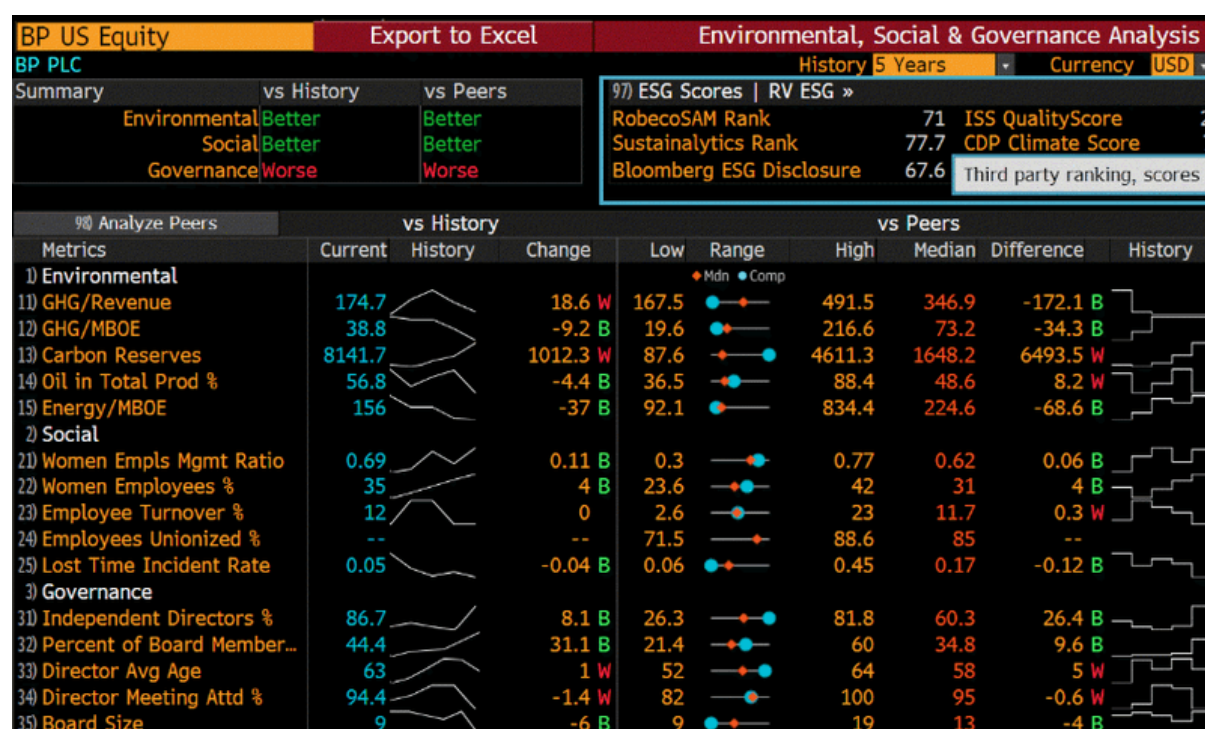 BP US Equity Export to Excel Environmental, Social & Governance Analysis
BP PLC History 5 Years Currency USD
Summary vs History vs Peers 97) ESG Scores | RV ESG »
Environmental Better Better RobecoSAM Rank 71 ISS QualityScore
Social Better Better Sustainalytics Rank 77.7 CDP Climate Score
Governance Worse Worse Bloomberg ESG Disclosure 67.6 Third party ranking, scores
98) Analyze Peers vs History vs Peers
Metrics Current History Change Low Range High Median Difference History
1) Environmental Mdn Comp
11) GHG/Revenue 174.7 18.6 W 167.5 491.5 346.9 -172.1 B
12) GHG/MBOE 38.8 -9.2 B 19.6 216.6 73.2 -34.3 B
13) Carbon Reserves 8141.7 1012.3 W 87.6 4611.3 1648.2 6493.5 W
14) Oil in Total Prod % 56.8 -4.4 B 36.5 88.4 48.6 8.2 W
15) Energy/MBOE 156 -37 B 92.1 834.4 224.6 -68.6 B
2) Social
21) Women Empls Mgmt Ratio 0.69 0.11 B 0.3 0.77 0.62 0.06 B
22) Women Employees % 35 4 B 23.6 42 31 4 B
23) Employee Turnover % 12 0 2.6 23 11.7 0.3 W
24) Employees Unionized % -- -- 71.5 88.6 85 --
25) Lost Time Incident Rate 0.05 -0.04 B 0.06 0.45 0.17 -0.12 B
3) Governance
31) Independent Directors % 86.7 8.1 B 26.3 81.8 60.3 26.4 B
32) Percent of Board Member... 44.4 31.1 B 21.4 60 34.8 9.6 B
33) Director Avg Age 63 1 W 52 64 58 5 W
34) Director Meeting Attd % 94.4 -1.4 W 82 100 95 -0.6 W
35) Board Size 9 -6 B 9 19 13 -4 B